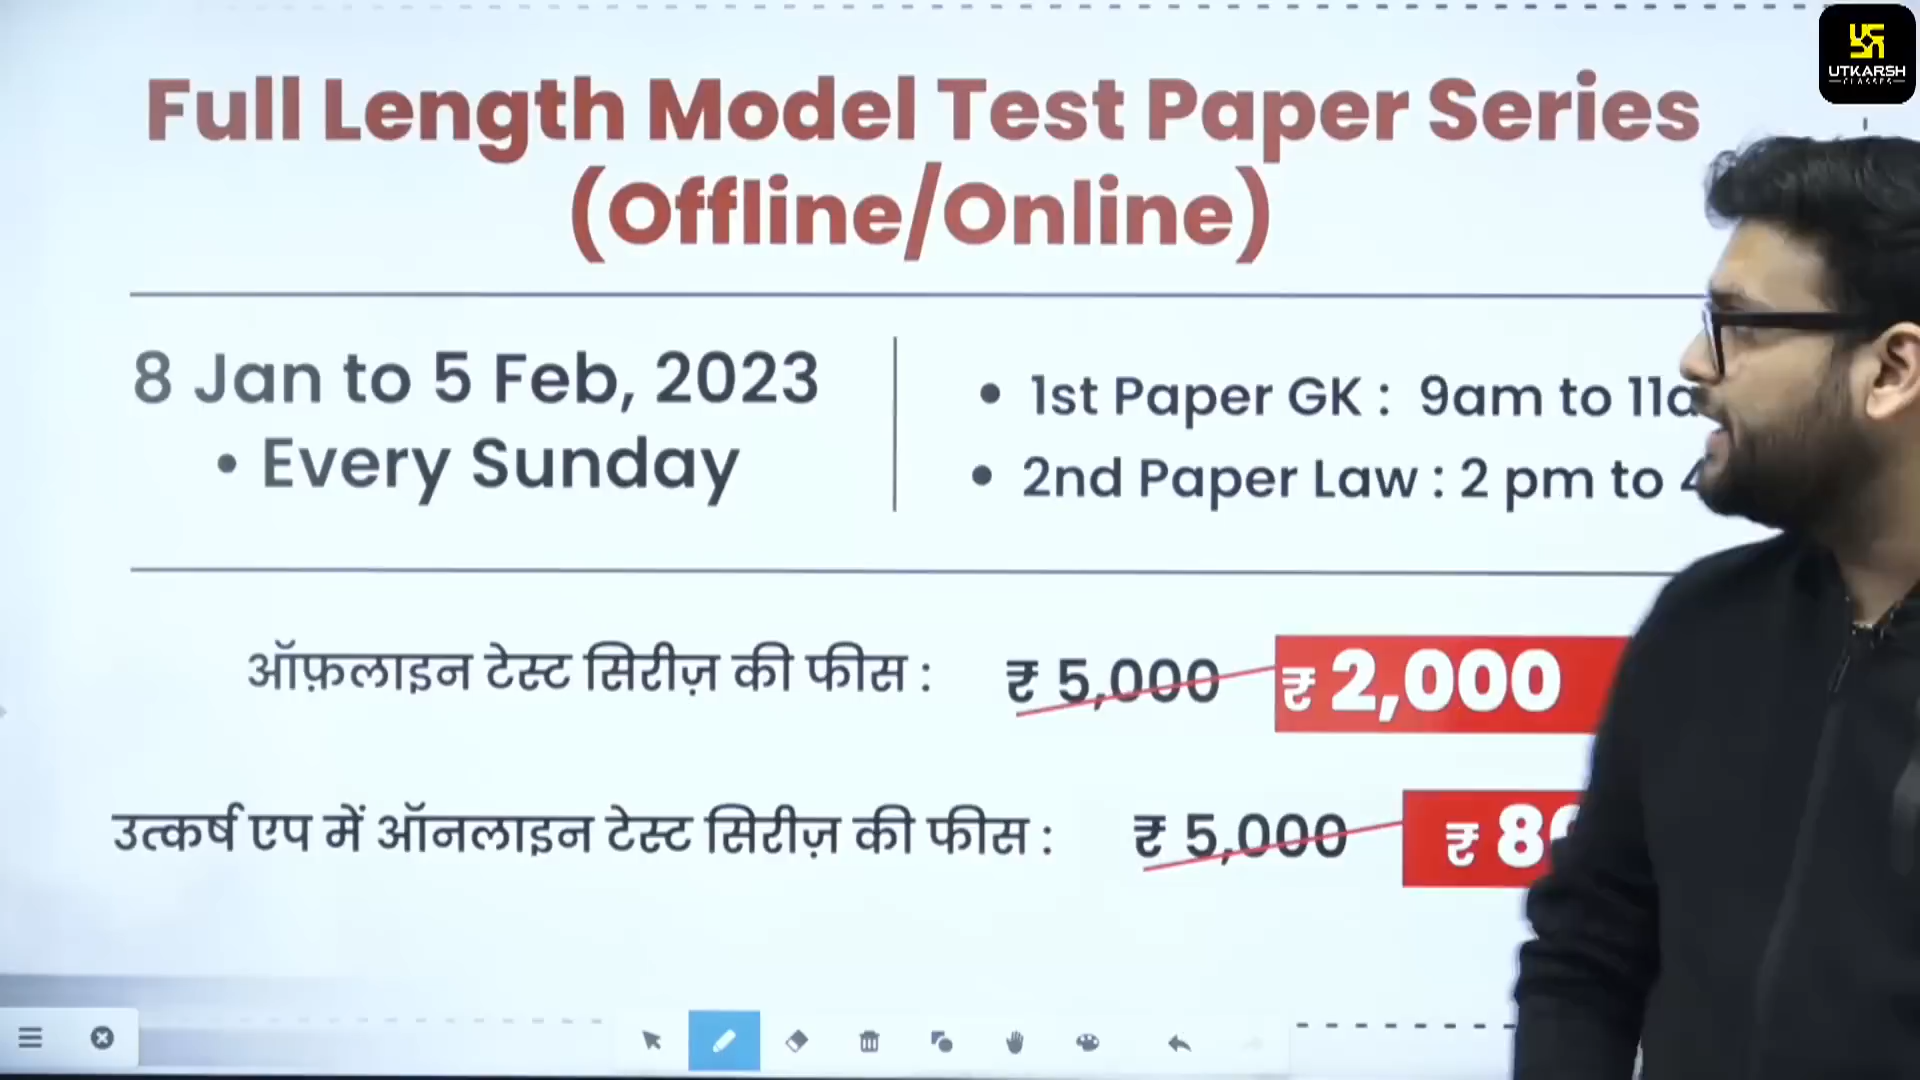 UTKARSH
CLASSES
Full Length Model Test Paper Series
(Offline/Online)
8 Jan to 5 Feb, 2023
• Every Sunday
• 1st Paper GK : 9am to
• 2nd Paper Law : 2 pm to
ऑफ़लाइन टेस्ट सिरीज़ की फीस : ₹ 5,000 ₹ 2,000
उत्कर्ष एप में ऑनलाइन टेस्ट सिरीज़ की फीस : ₹ 5,000 ₹